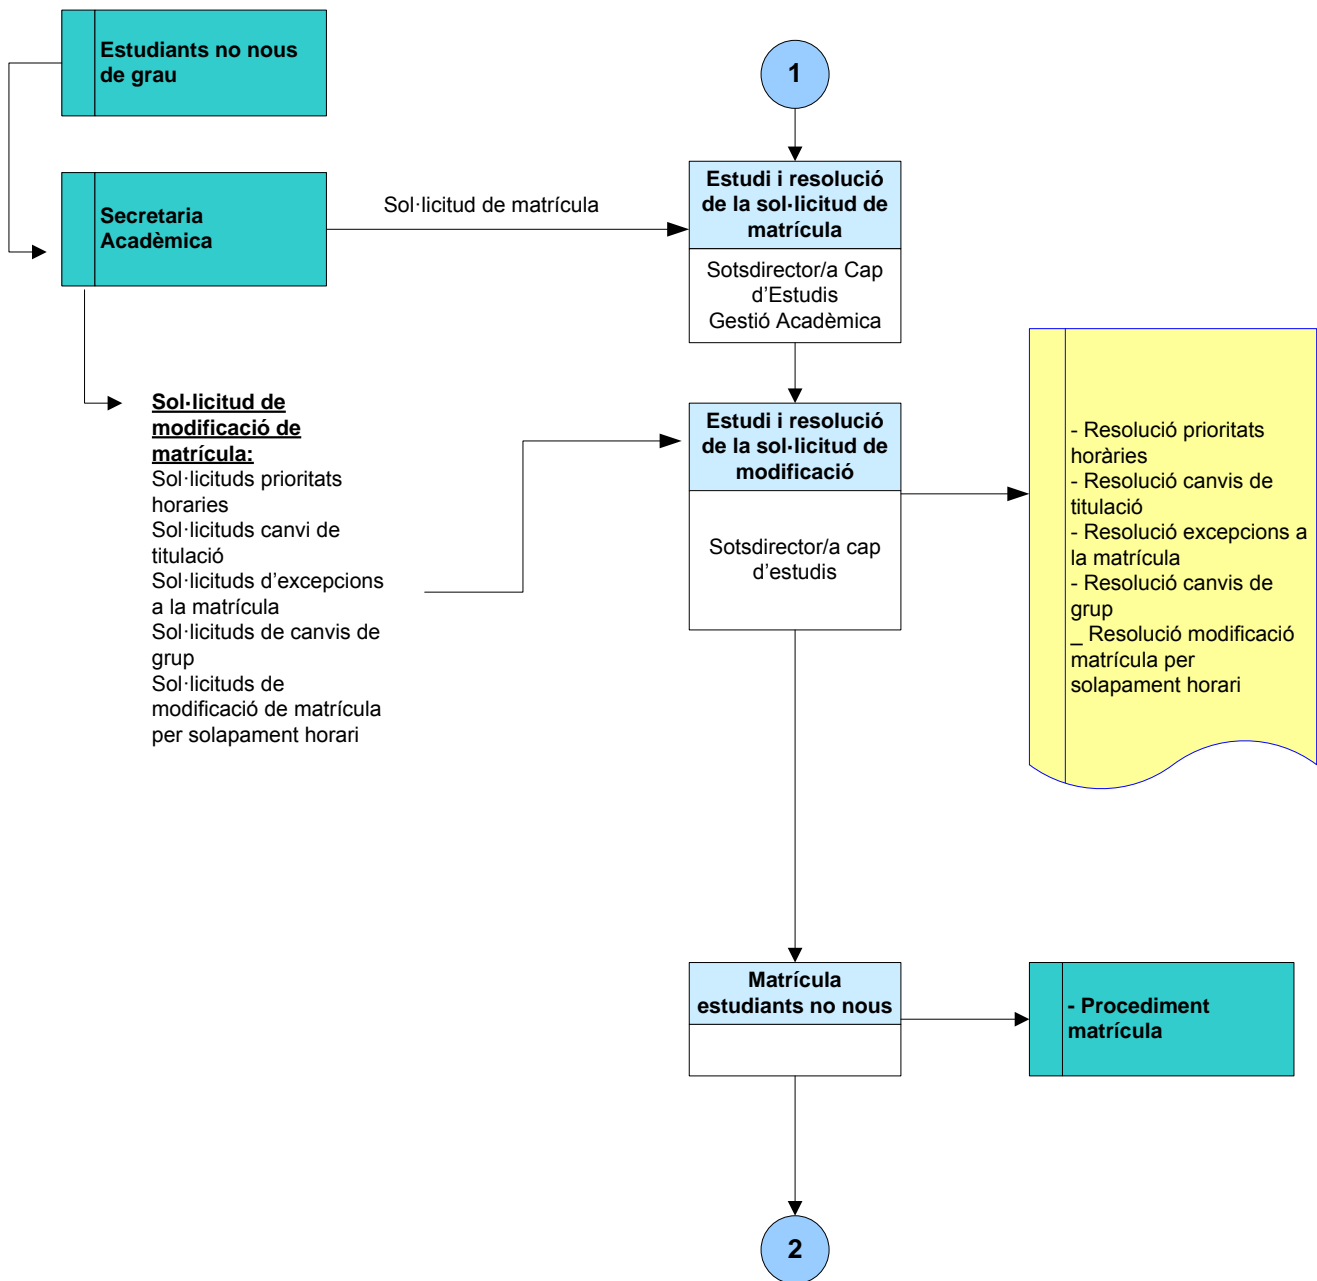 Estudiants no nous
de grau
1
Secretaria
Acadèmica
Sol·licitud de matrícula
Estudi i resolució
de la sol·licitud de
matrícula
Sotsdirector/a Cap
d’Estudis
Gestió Acadèmica
Sol·licitud de
modificació de
matrícula:
Sol·licituds prioritats
horaries
Sol·licituds canvi de
titulació
Sol·licituds d’excepcions
a la matrícula
Sol·licituds de canvis de
grup
Sol·licituds de
modificació de matrícula
per solapament horari
Estudi i resolució
de la sol·licitud de
modificació
Sotsdirector/a cap
d’estudis
- Resolució prioritats
horàries
- Resolució canvis de
titulació
- Resolució excepcions a
la matrícula
- Resolució canvis de
grup
_ Resolució modificació
matrícula per
solapament horari
Matrícula
estudiants no nous
- Procediment
matrícula
2